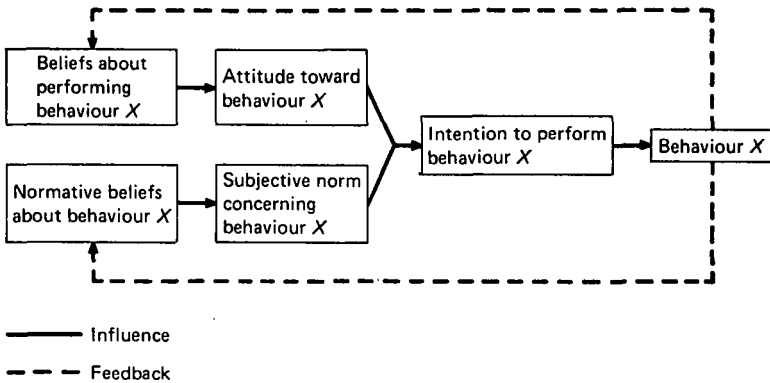 Beliefs about
performing
behaviour X
Attitude toward
behaviour X
Intention to perform
behaviour X
Behaviour X
Normative beliefs
about behaviour X
Subjective norm
concerning
behaviour X
Influence
Feedback